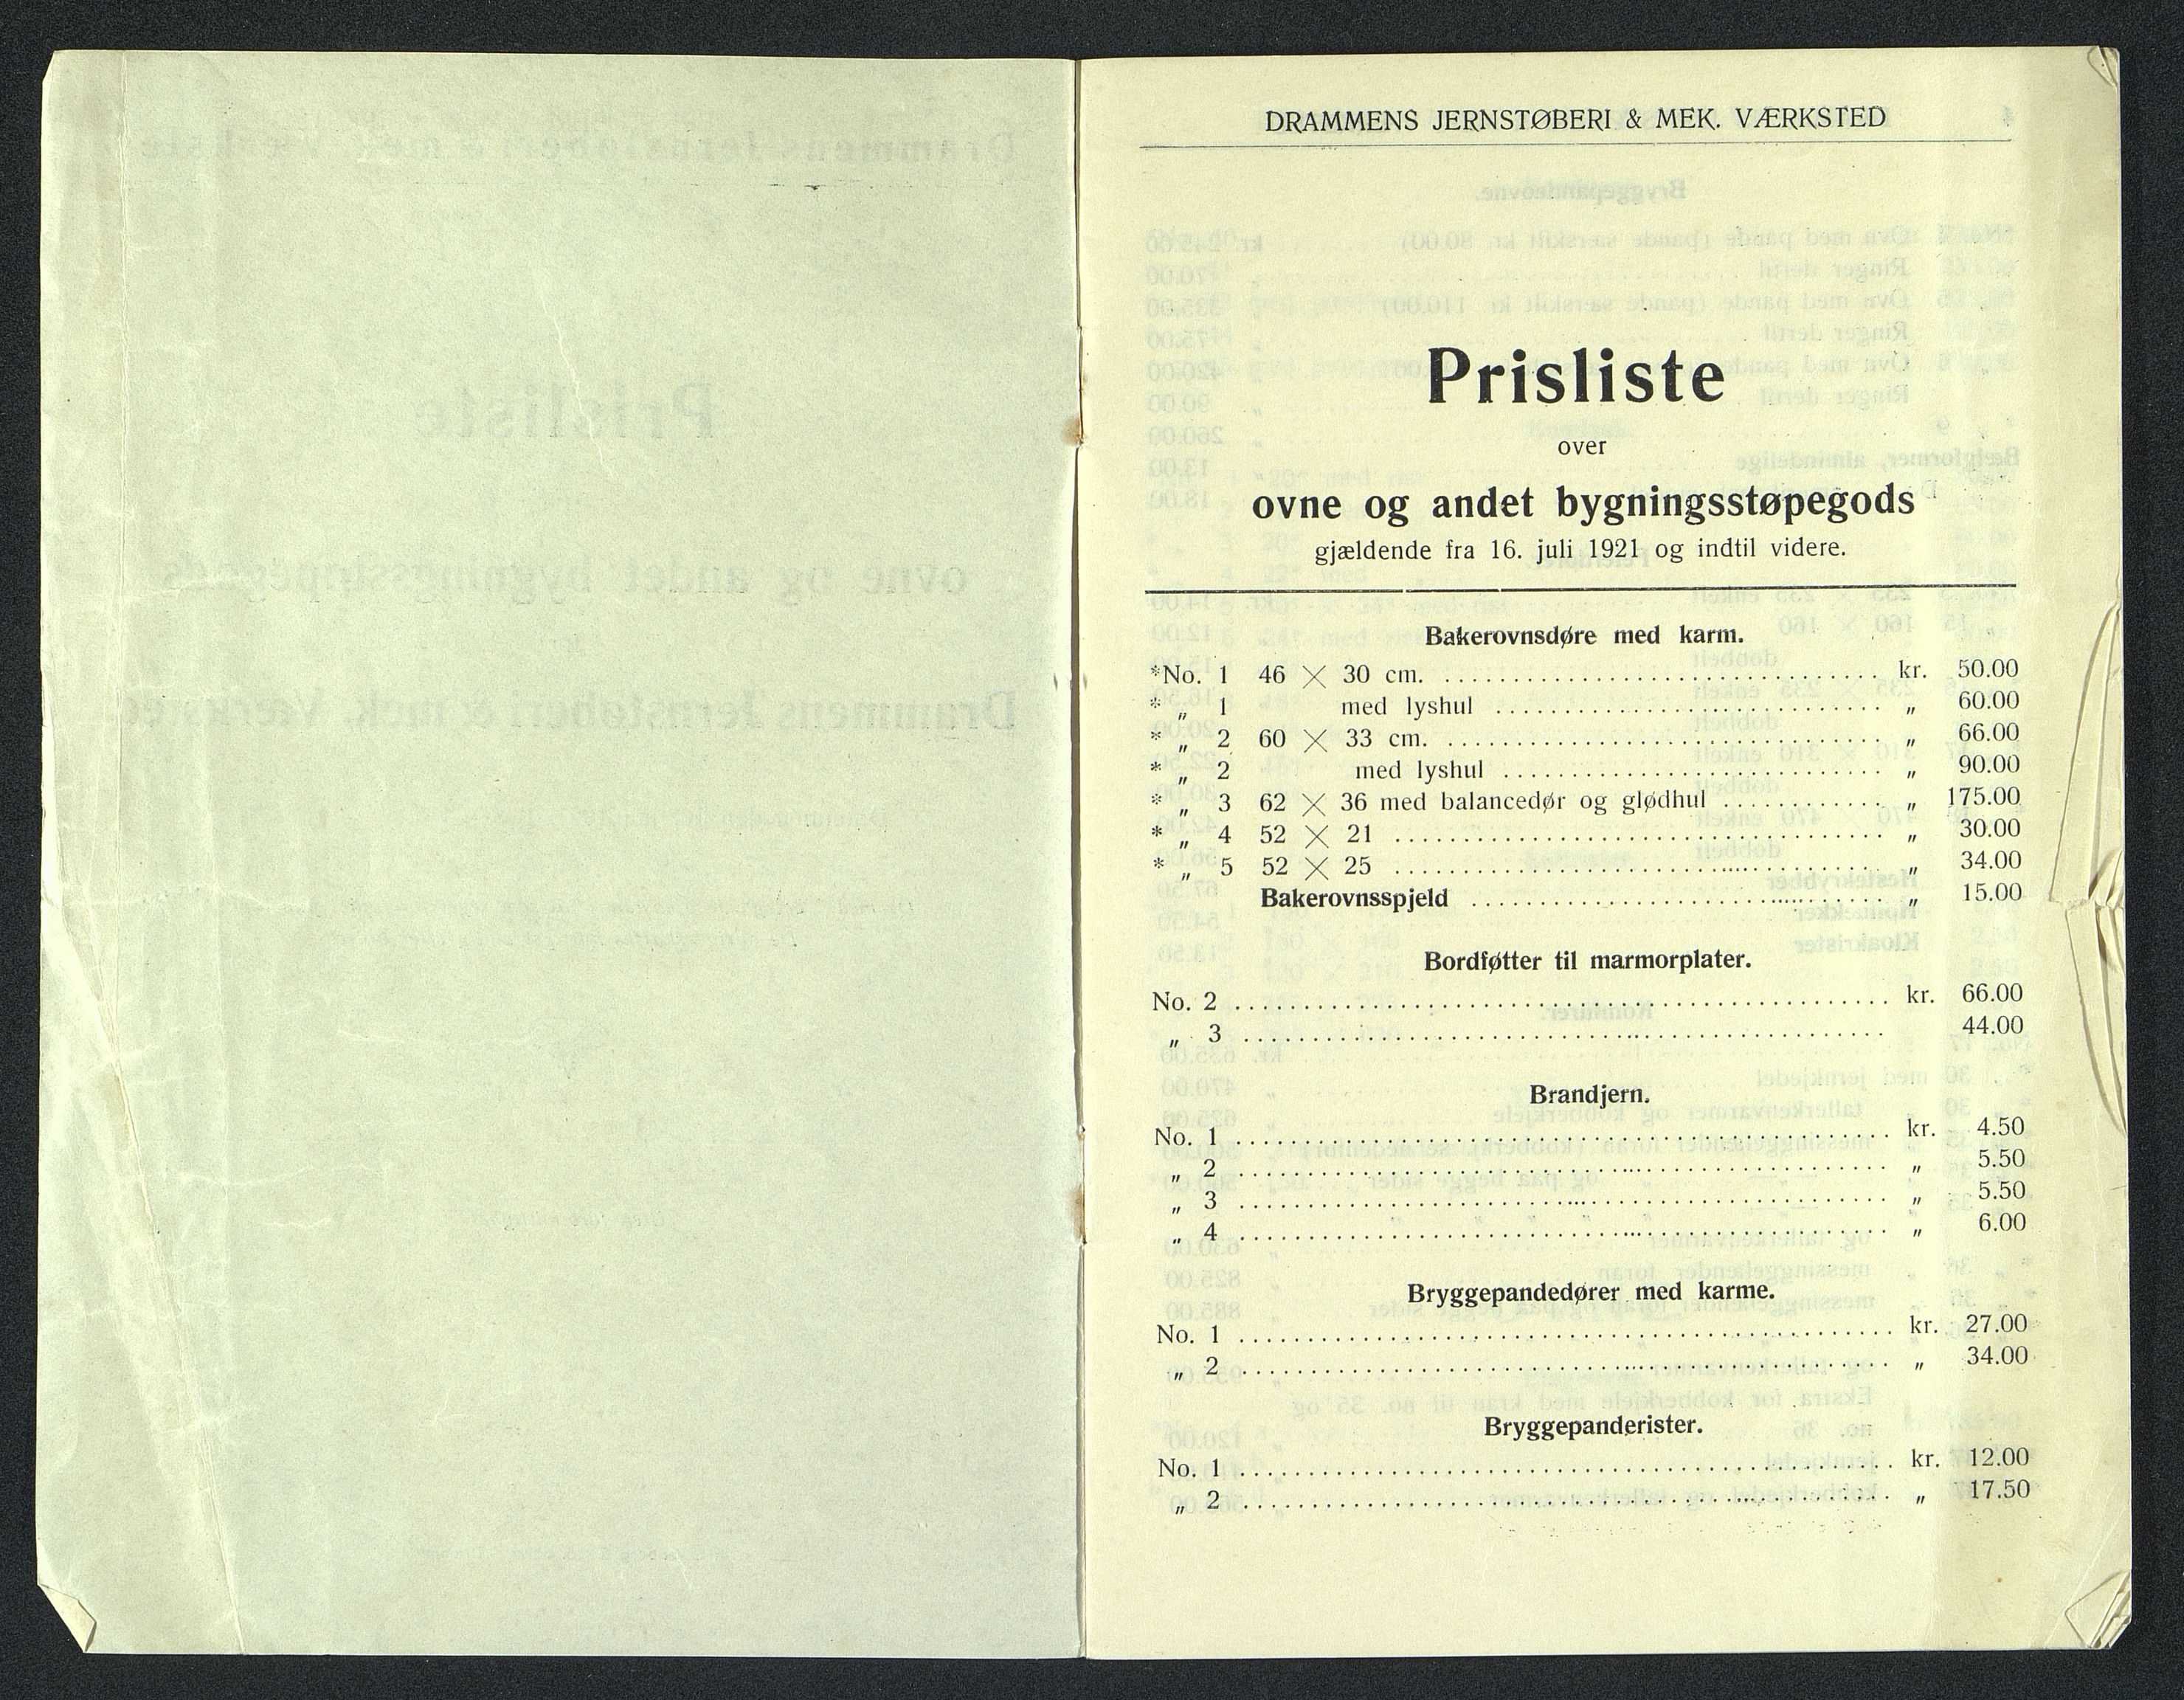 DRAMMENS JERNSTØBERI & MEK. VÆRKSTED
Prisliste
over
ovne og andet bygningsstøpegods
gjældende fra 16. juli 1921 og indtil videre.
Bakerovnsdøre med karm.
*No. 1 46 × 30 cm. .......... kr. 50.00
* „ 1 med lyshul .......... „ 60.00
* „ 2 60 × 33 cm. .......... „ 66.00
* „ 2 med lyshul .......... „ 90.00
* „ 3 62 × 36 med balancedør og glødhul .......... „ 175.00
* „ 4 52 × 21 .......... „ 30.00
* „ 5 52 × 25 .......... „ 34.00
Bakerovnsspjeld .......... „ 15.00
Bordføtter til marmorplater.
No. 2 .......... kr. 66.00
„ 3 .......... 44.00
Brandjern.
No. 1 .......... kr. 4.50
„ 2 .......... „ 5.50
„ 3 .......... „ 5.50
„ 4 .......... „ 6.00
Bryggepandedører med karme.
No. 1 .......... kr. 27.00
„ 2 .......... „ 34.00
Bryggepanderister.
No. 1 .......... kr. 12.00
„ 2 .......... „ 17.50